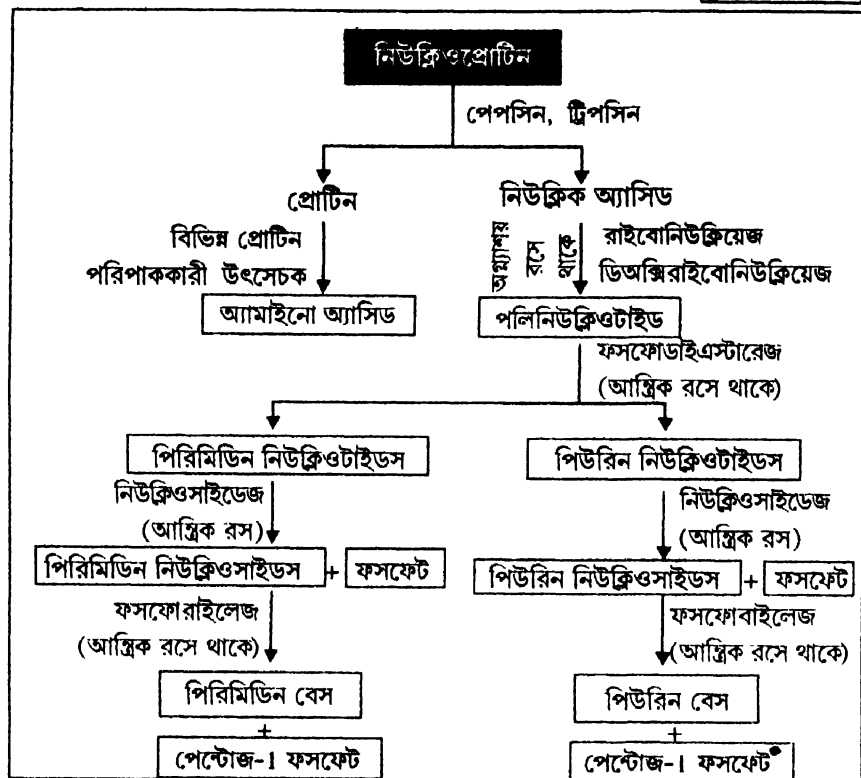 নিউক্লিওপ্রোটিন
পেপসিন, ট্রিপসিন
প্রোটিন
নিউক্লিক অ্যাসিড
বিভিন্ন প্রোটিন
পরিপাককারী উৎসেচক
অগ্ন্যাশয়
রসে
থাকে
রাইবোনিউক্লিয়েজ
ডিঅক্সিরাইবোনিউক্লিয়েজ
অ্যামাইনো অ্যাসিড
পলিনিউক্লিওটাইড
ফসফোডাইএস্টারেজ
(আন্ত্রিক রসে থাকে)
পিরিমিডিন নিউক্লিওটাইডস
পিউরিন নিউক্লিওটাইডস
নিউক্লিওসাইডেজ
(আন্ত্রিক রস)
নিউক্লিওসাইডেজ
(আন্ত্রিক রস)
পিরিমিডিন নিউক্লিওসাইডস + ফসফেট
পিউরিন নিউক্লিওসাইডস + ফসফেট
ফসফোরাইলেজ
(আন্ত্রিক রসে থাকে)
ফসফোবাইলেজ
(আন্ত্রিক রসে থাকে)
পিরিমিডিন বেস
+
পেন্টোজ-1 ফসফেট
পিউরিন বেস
+
পেন্টোজ-1 ফসফেট